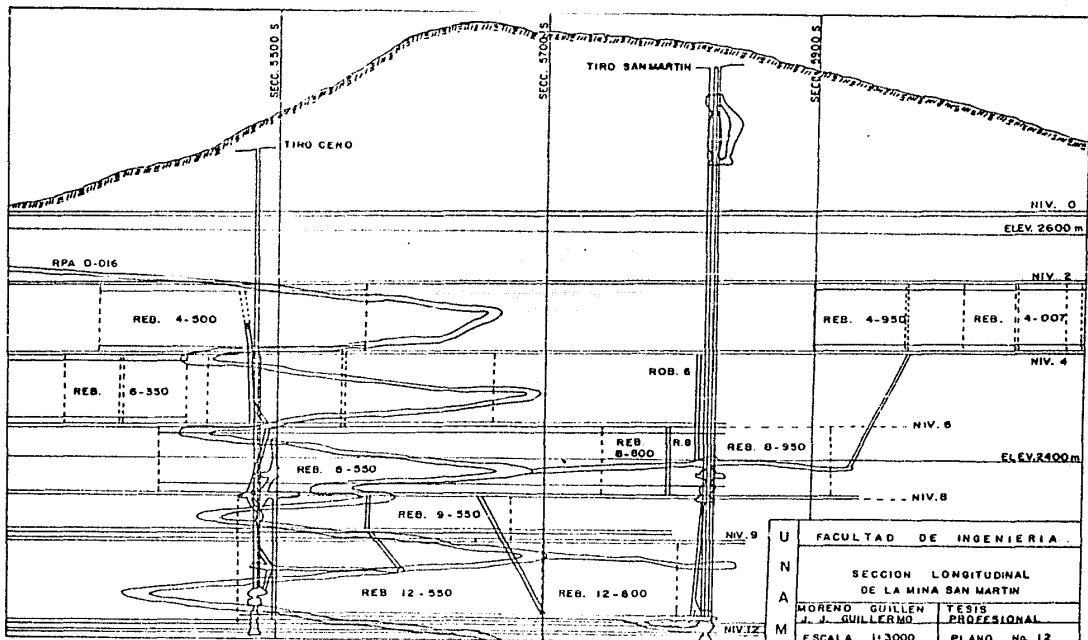 SECC. 5500 S
SECC. 5700 S
SECC. 5900 S
TIRO SAN MARTIN
TIRO CENO
NIV. 0
ELEV. 2600 m
RPA 0-016
NIV. 2
REB. 4-500
REB. 4-950
REB. 4-007
NIV. 4
ROB. 6
REB. 6-350
NIV. 6
REB. 8-800
R.8
REB. 8-950
ELEV. 2400 m
REB. 6-550
NIV. 8
REB. 9-550
NIV. 9
REB 12-550
REB. 12-600
NIV. 12
UNAM
FACULTAD DE INGENIERIA
SECCION LONGITUDINAL
DE LA MINA SAN MARTIN
MORENO GUILLEN
J. J. GUILLERMO
TESIS
PROFESIONAL
ESCALA 1:3000
PLANO No. 12